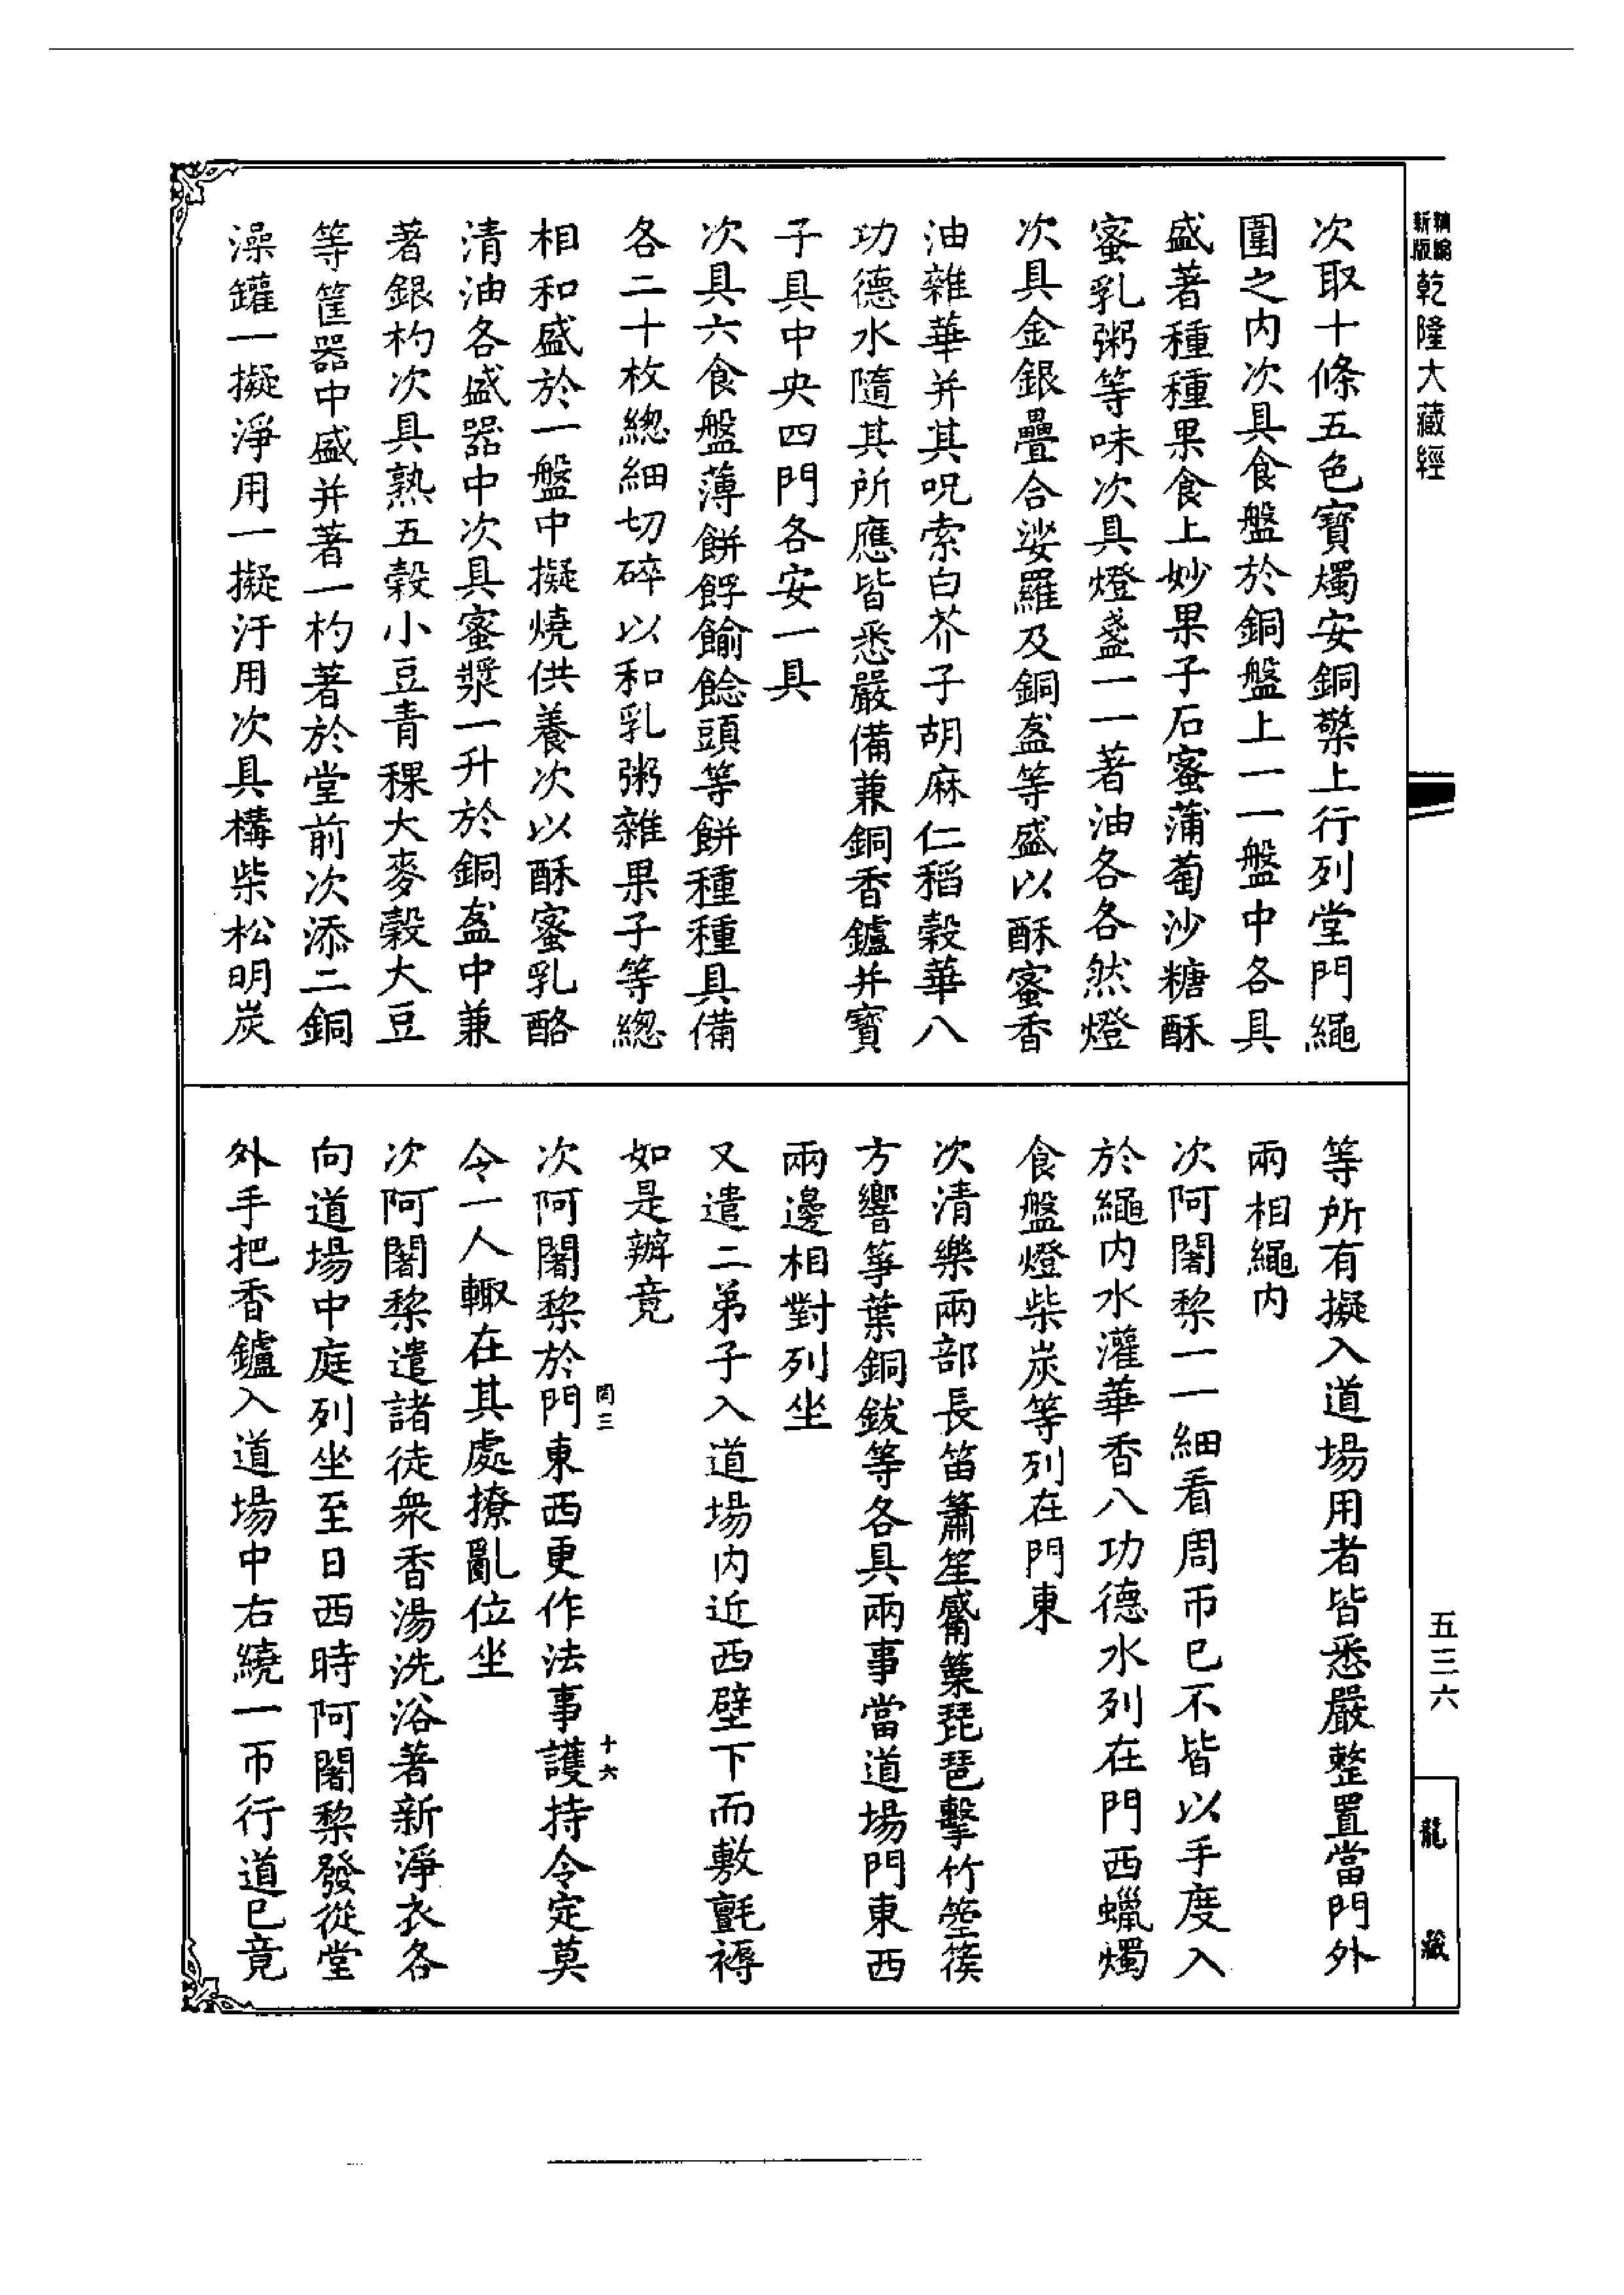 精編
新版
乾隆大藏經
次取十條五色寶燭安銅檠上行列堂門繩
圍之内次具食盤於銅盤上一一盤中各具
盛著種種果食上妙果子石蜜蒲萄沙糖酥
蜜乳粥等味次具燈盞一一著油各各然燈
次具金銀疊合娑羅及銅盋等盛以酥蜜香
油雜華并其呪索白芥子胡麻仁稻穀華八
功德水隨其所應皆悉嚴備兼銅香鑪并寶
子具中央四門各安一具
次具六食盤薄餅餑餬餕頭等餅種種具備
各二十枚總細切碎以和乳粥雜果子等總
相和盛於一盤中擬燒供養次以酥蜜乳酪
清油各盛器中次具蜜漿一升於銅盋中兼
著銀杓次具熟五穀小豆青稞大麥穀大豆
等筐器中盛并著一杓著於堂前次添二銅
澡罐一擬淨用一擬汙用次具構柴松明炭
等所有擬入道場用者皆悉嚴整置當門外
兩相繩内
次阿闍黎一一細看周帀已不皆以手度入
於繩内水灌華香八功德水列在門西蠟燭
食盤燈柴炭等列在門東
次清樂兩部長笛簫笙觱篥琵琶擊竹箜篌
方響箏葉銅鈸等各具兩事當道場門東西
兩邊相對列坐
又遣二弟子入道場内近西壁下而敷氈褥
如是辦竟
次阿闍黎於門東西更作法事護持令定莫
令一人輙在其處撩亂位坐
次阿闍黎遣諸徒衆香湯洗浴著新淨衣各
向道場中庭列坐至日西時阿闍黎發從堂
外手把香鑪入道場中右繞一帀行道已竟
罔三
十六
五三六
龍藏